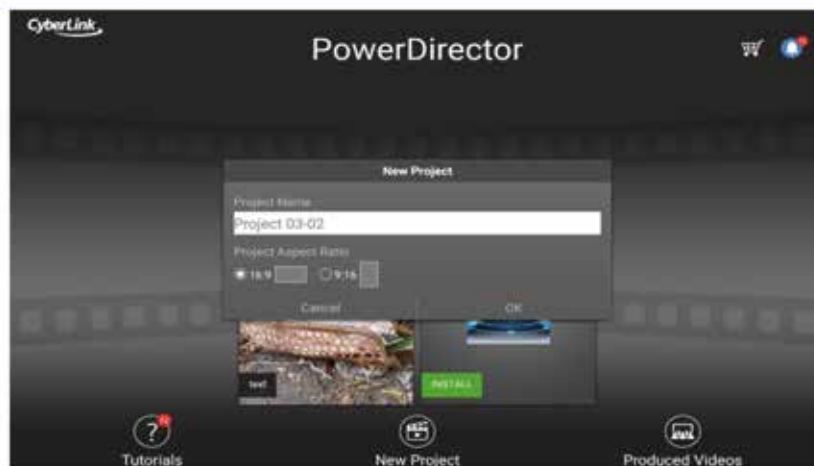 CyberLink
PowerDirector
New Project
Project Name
Project 03-02
Project Aspect Ratio
16:9 9:16
Cancel OK
text INSTALL
?
Tutorials New Project Produced Videos